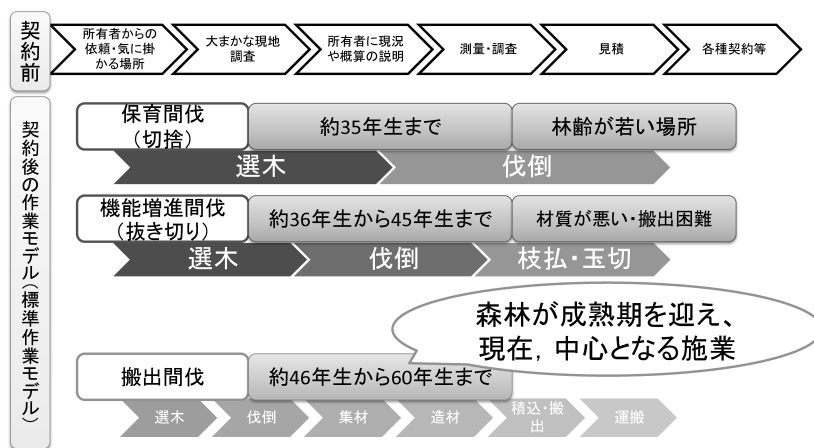 契約前
所有者からの
依頼・気に掛
かる場所
大まかな現地
調査
所有者に現況
や概算の説明
測量・調査
見積
各種契約等
契約後の作業モデル(標準作業モデル)
保育間伐
(切捨)
約35年生まで
林齢が若い場所
選木
伐倒
機能増進間伐
(抜き切り)
約36年生から45年生まで
材質が悪い・搬出困難
選木
伐倒
枝払・玉切
森林が成熟期を迎え、
現在，中心となる施業
搬出間伐
約46年生から60年生まで
選木
伐倒
集材
造材
積込・搬
出
運搬